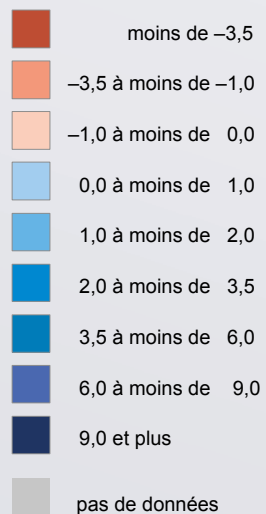 moins de –3,5
–3,5 à moins de –1,0
–1,0 à moins de 0,0
0,0 à moins de 1,0
1,0 à moins de 2,0
2,0 à moins de 3,5
3,5 à moins de 6,0
6,0 à moins de 9,0
9,0 et plus
pas de données